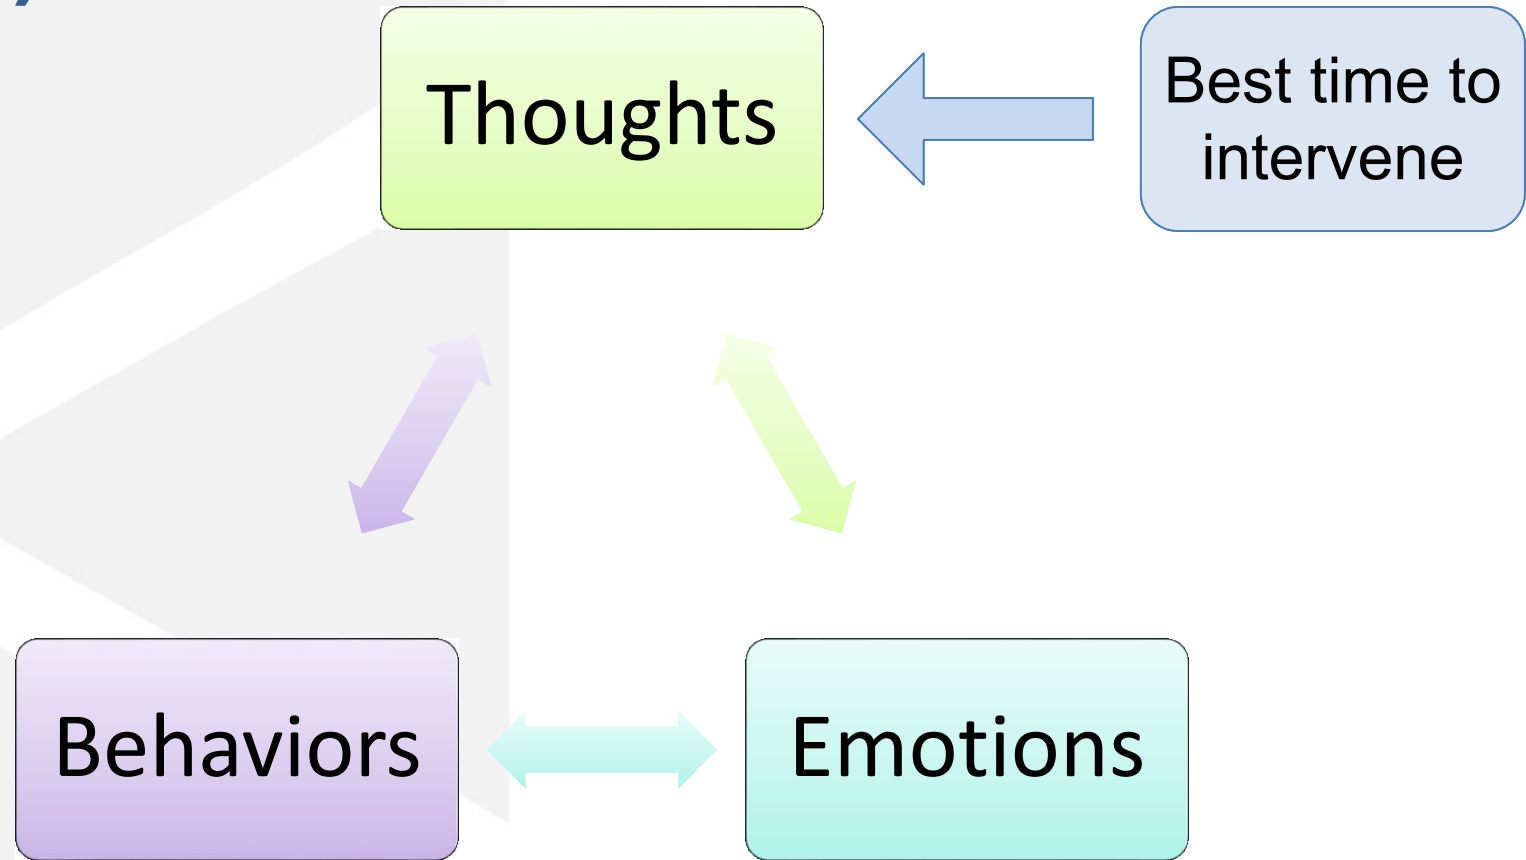 Thoughts
Best time to
intervene
Behaviors
Emotions